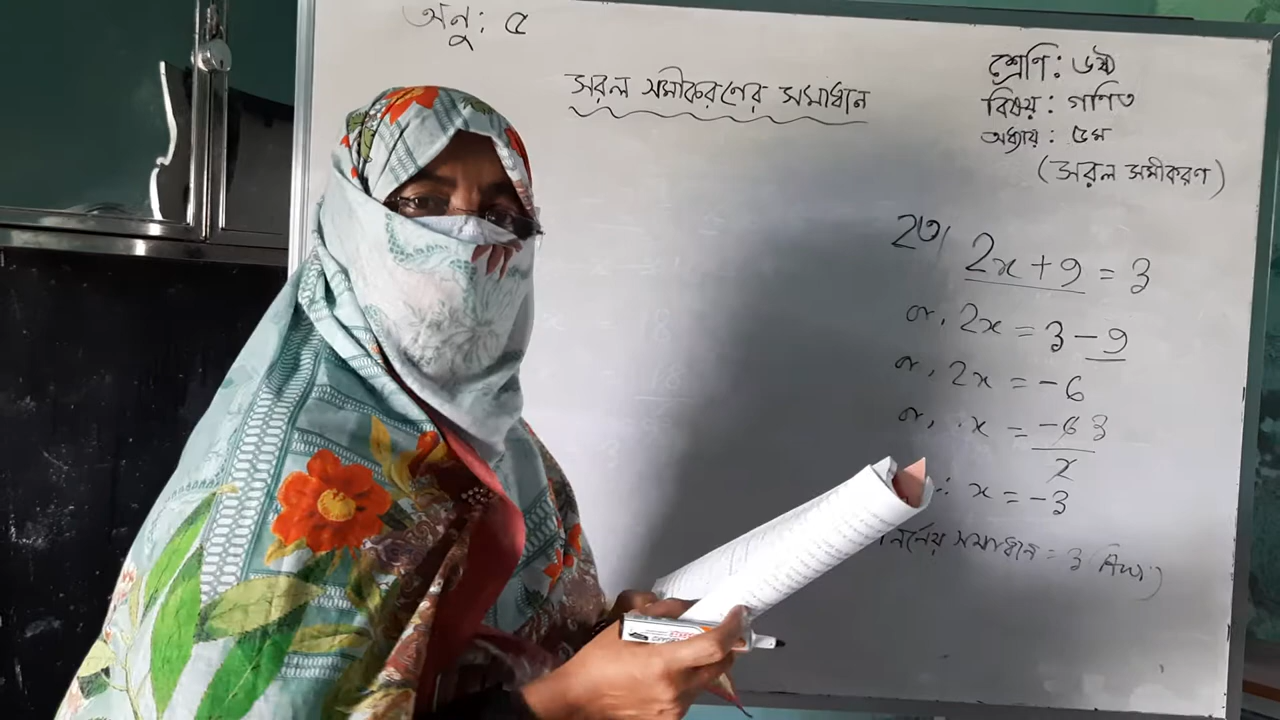 অনু: ৫
সরল সমীকরণের সমাধান
শ্রেণি: ৬ষ্ঠ
বিষয়: গণিত
অধ্যায়: ৫ম
(সরল সমীকরণ)
2x + 9 = 3
বা, 2x = 3 - 9
বা, 2x = -6
বা, x = -6 3 / 2
∴ x = -3
নির্নেয় সমাধান = 3 (Ans:)